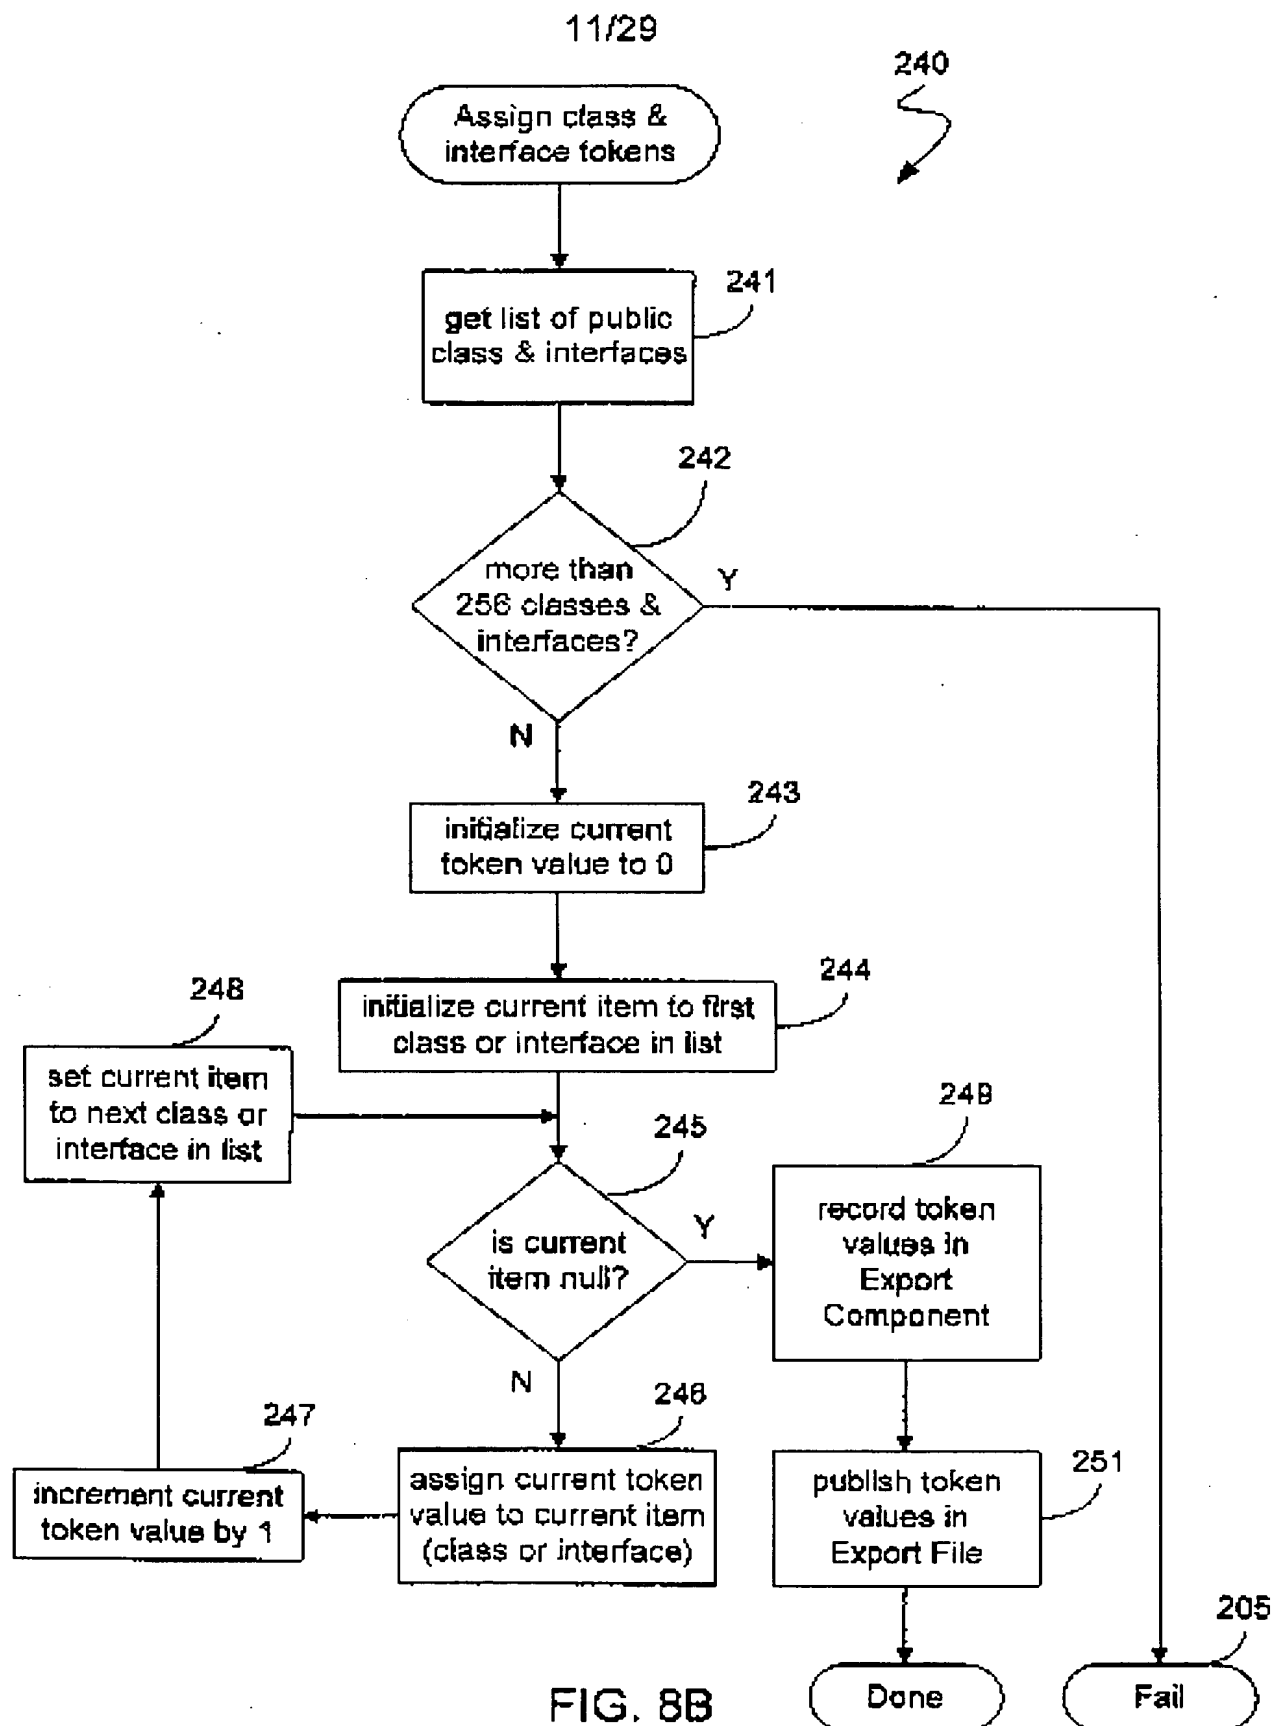 11/29
240
Assign class &
interface tokens
241
get list of public
class & interfaces
242
more than
256 classes &
interfaces?
Y
N
243
initialize current
token value to 0
244
initialize current item to first
class or interface in list
248
set current item
to next class or
interface in list
245
is current
item null?
Y
N
249
record token
values in
Export
Component
246
assign current token
value to current item
(class or interface)
247
increment current
token value by 1
251
publish token
values in
Export File
205
Done
Fail
FIG. 8B